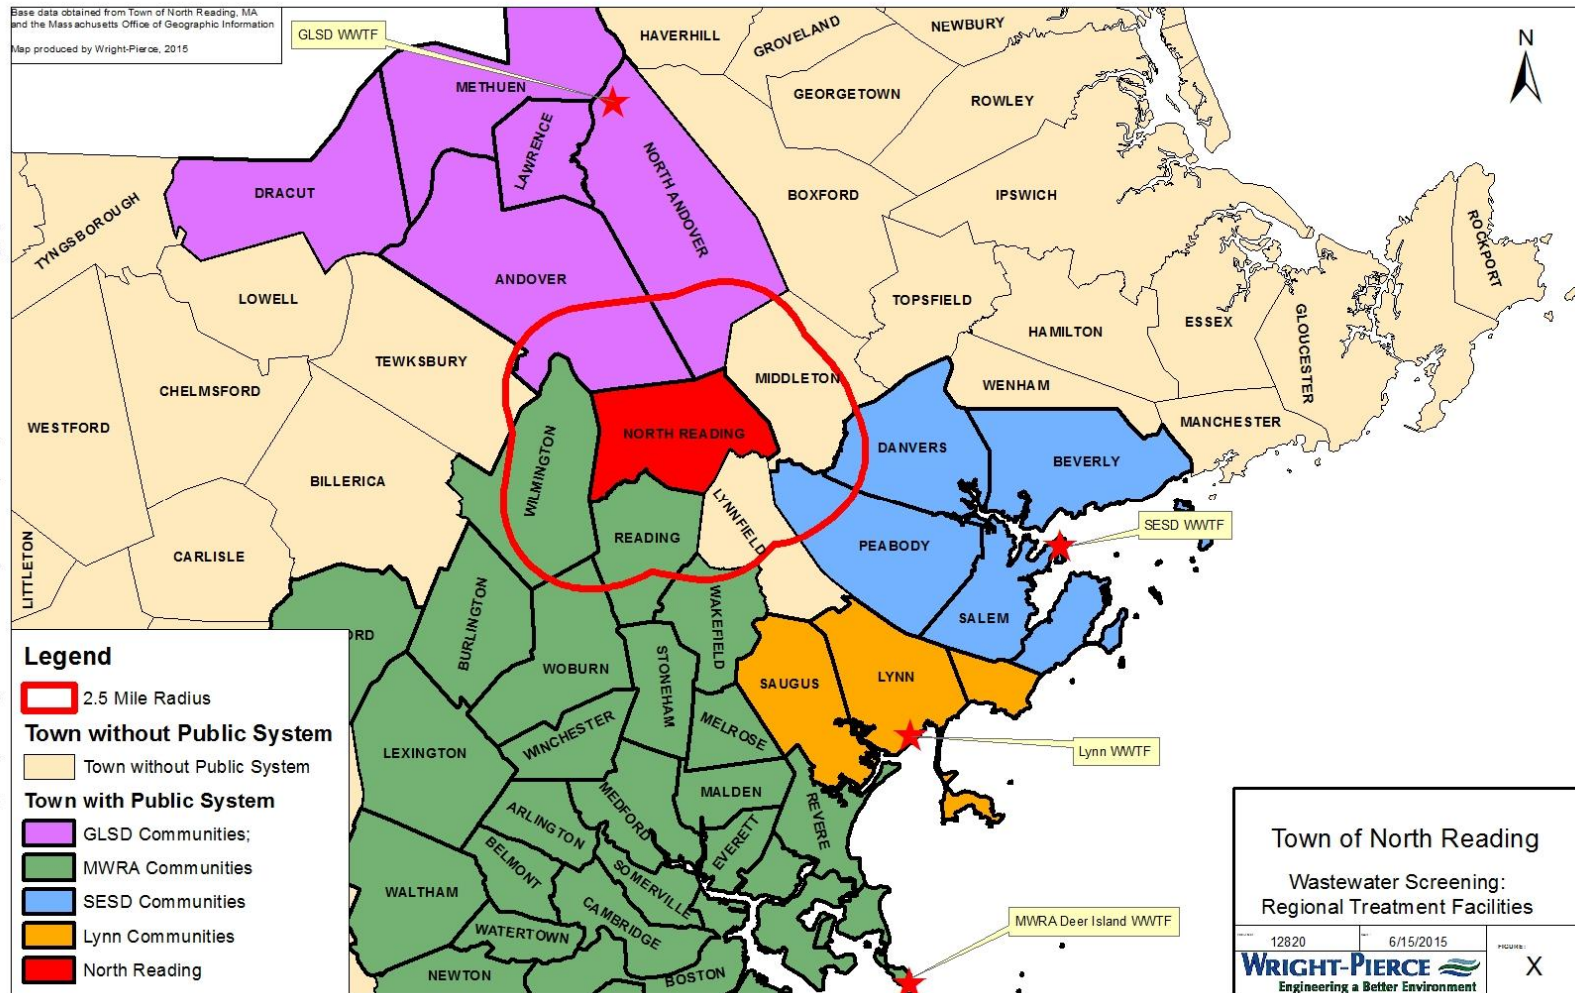 Base data obtained from Town of North Reading, MA
and the Massachusetts Office of Geographic Information
Map produced by Wright-Pierce, 2015
GLSD WWTF
HAVERHILL
GROVELAND
NEWBURY
N
METHUEN
GEORGETOWN
ROWLEY
LAWRENCE
NORTH ANDOVER
DRACUT
BOXFORD
IPSWICH
TYNGSBOROUGH
ROCKPORT
ANDOVER
LOWELL
TOPSFIELD
HAMILTON
ESSEX
GLOUCESTER
TEWKSBURY
CHELMSFORD
MIDDLETON
WENHAM
MANCHESTER
WESTFORD
NORTH READING
DANVERS
BEVERLY
WILMINGTON
BILLERICA
LYNNFIELD
SESD WWTF
READING
PEABODY
CARLISLE
LITTLETON
SALEM
BURLINGTON
WAKEFIELD
ORD
WOBURN
STONEHAM
SAUGUS
LYNN
Legend
2.5 Mile Radius
Town without Public System
Town without Public System
Town with Public System
GLSD Communities;
MWRA Communities
SESD Communities
Lynn Communities
North Reading
LEXINGTON
WINCHESTER
MELROSE
Lynn WWTF
MALDEN
MEDFORD
REVERE
ARLINGTON
EVERETT
BELMONT
SOMERVILLE
WALTHAM
CAMBRIDGE
WATERTOWN
MWRA Deer Island WWTF
NEWTON
BOSTON
Town of North Reading
Wastewater Screening:
Regional Treatment Facilities
12820
6/15/2015
FIGURE:
X
WRIGHT-PIERCE
Engineering a Better Environment